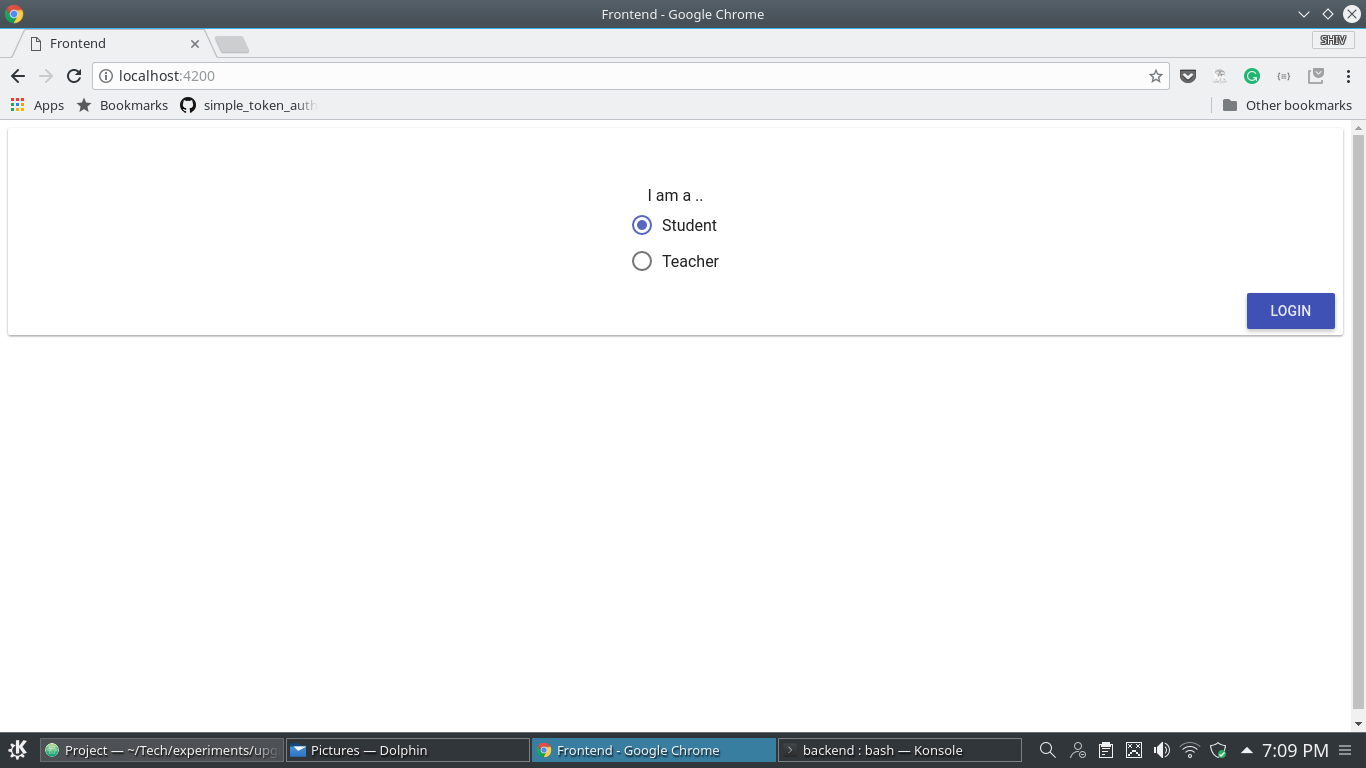 Frontend - Google Chrome
Frontend
SHIV
localhost:4200
Apps
Bookmarks
simple_token_auth
Other bookmarks
I am a ..
Student
Teacher
LOGIN
Project — ~/Tech/experiments/upg
Pictures — Dolphin
Frontend - Google Chrome
backend : bash — Konsole
7:09 PM